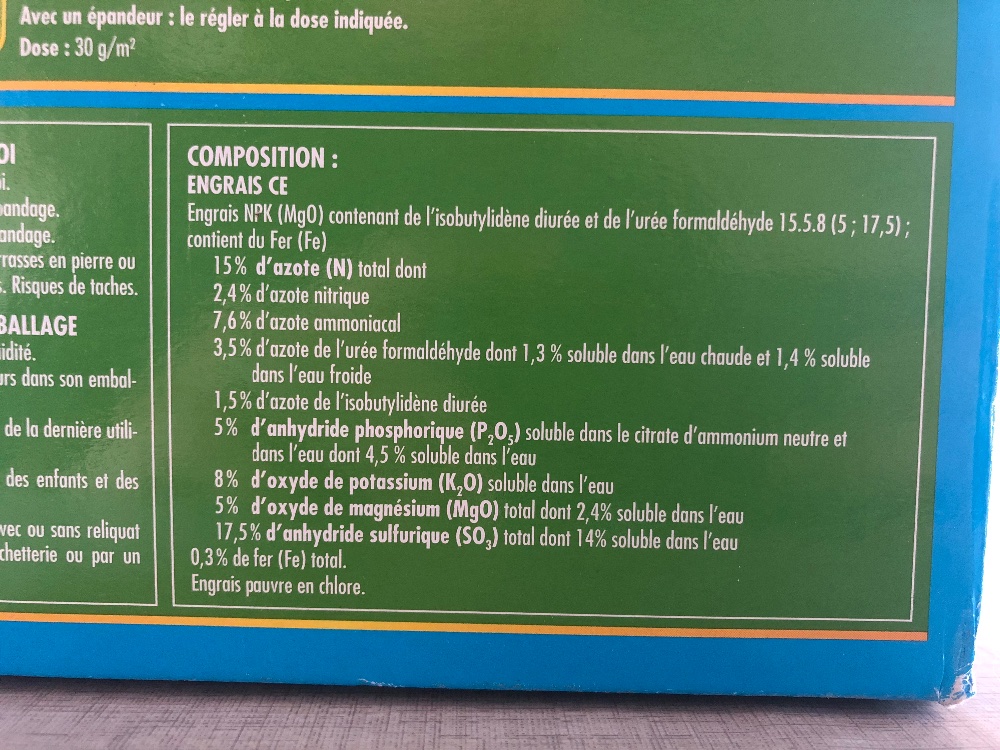 Avec un épandeur : le régler à la dose indiquée.
Dose : 30 g/m²
OI
i.
andage.
andage.
rasses en pierre ou
s. Risques de taches.
BALLAGE
idité.
urs dans son embal-
de la dernière utili-
des enfants et des
vec ou sans reliquat
chetterie ou par un
COMPOSITION :
ENGRAIS CE
Engrais NPK (MgO) contenant de l'isobutylidène diurée et de l'urée formaldéhyde 15.5.8 (5 ; 17,5) ;
contient du Fer (Fe)
15% d'azote (N) total dont
2,4% d'azote nitrique
7,6% d'azote ammoniacal
3,5% d'azote de l'urée formaldéhyde dont 1,3 % soluble dans l'eau chaude et 1,4 % soluble
dans l'eau froide
1,5% d'azote de l'isobutylidène diurée
5% d'anhydride phosphorique (P₂O₅) soluble dans le citrate d'ammonium neutre et
dans l'eau dont 4,5 % soluble dans l'eau
8% d'oxyde de potassium (K₂O) soluble dans l'eau
5% d'oxyde de magnésium (MgO) total dont 2,4% soluble dans l'eau
17,5% d'anhydride sulfurique (SO₃) total dont 14% soluble dans l'eau
0,3% de fer (Fe) total.
Engrais pauvre en chlore.